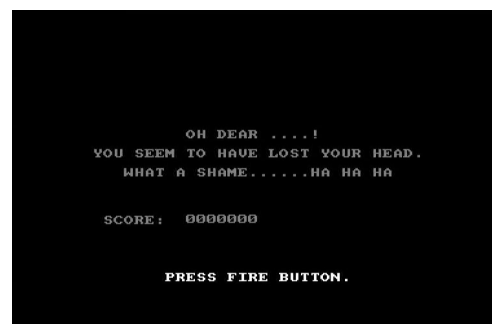 OH DEAR ....!
YOU SEEM TO HAVE LOST YOUR HEAD.
WHAT A SHAME......HA HA HA
SCORE: 0000000
PRESS FIRE BUTTON.